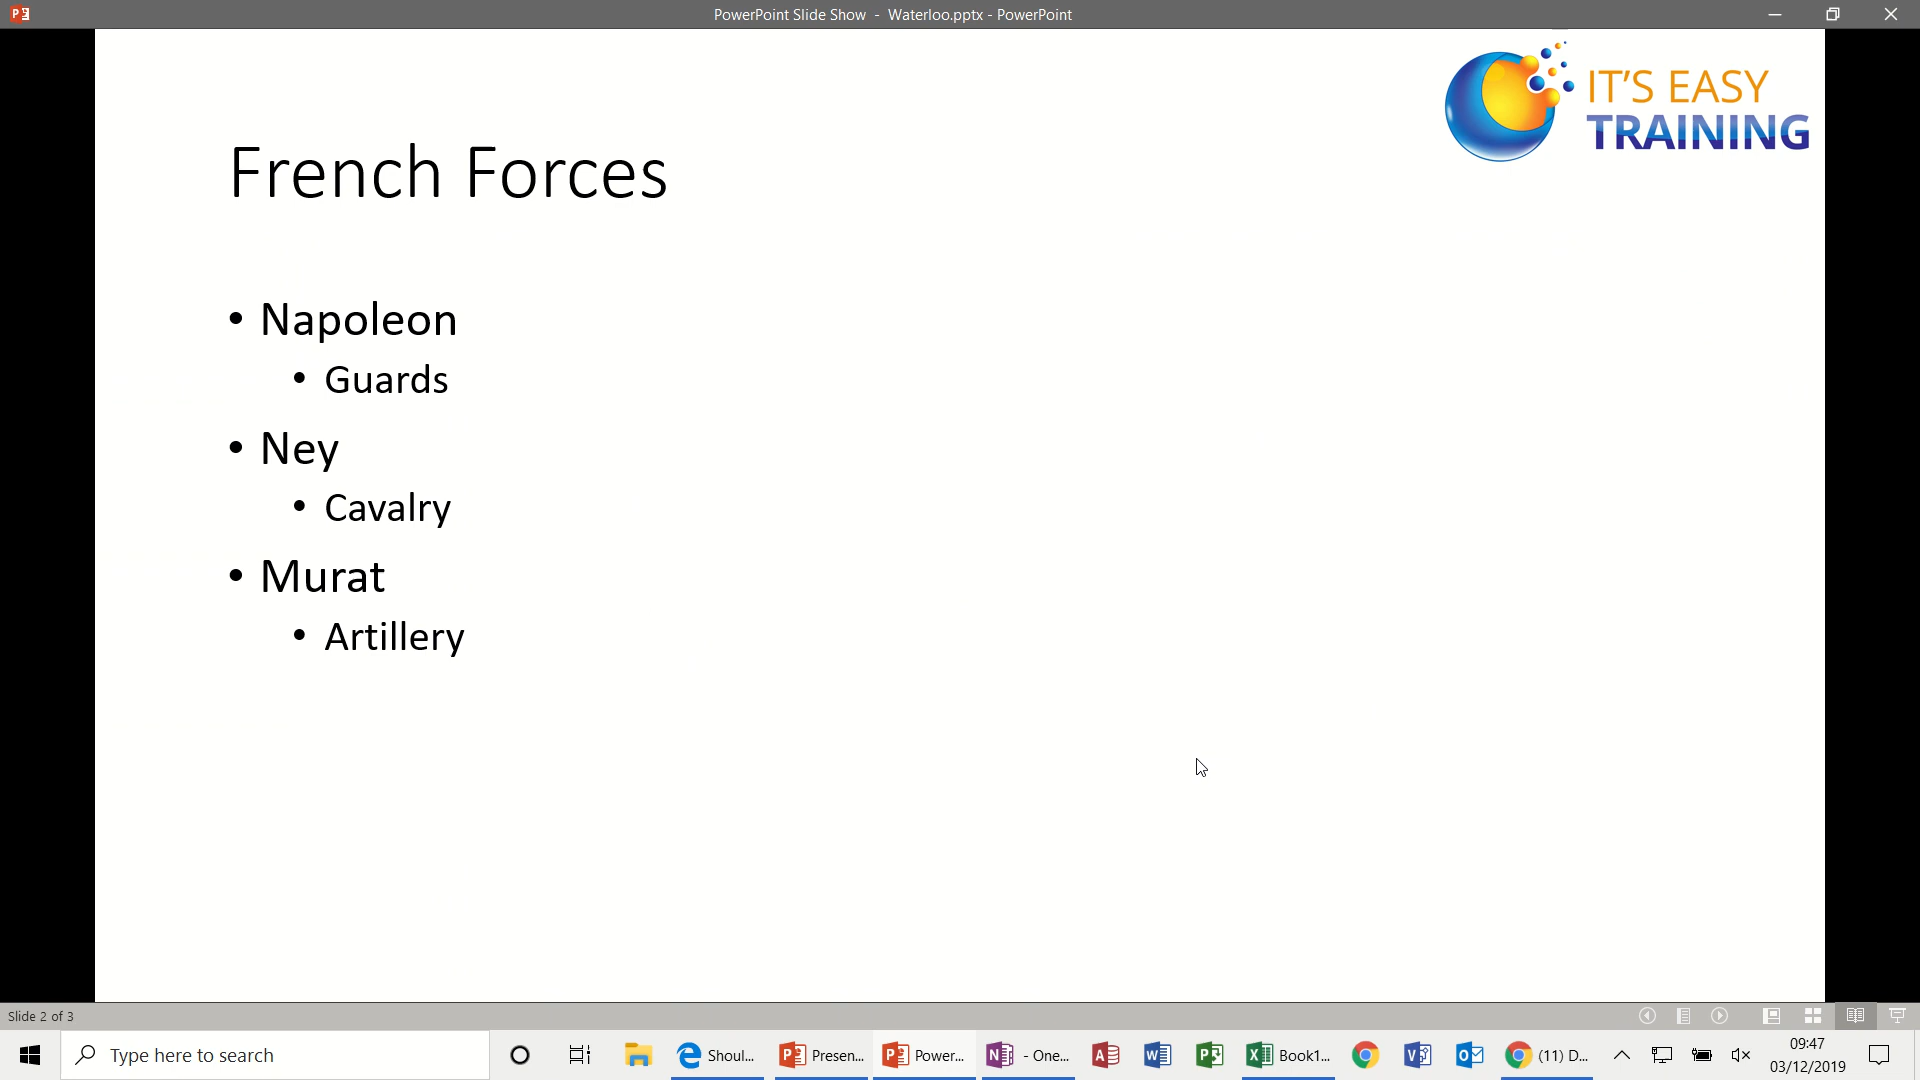 PowerPoint Slide Show - Waterloo.pptx - PowerPoint
IT'S EASY
TRAINING
French Forces
• Napoleon
• Guards
• Ney
• Cavalry
• Murat
• Artillery
Slide 2 of 3
Type here to search
Shoul...
Presen...
Power...
- One...
Book1...
(11) D...
09:47
03/12/2019